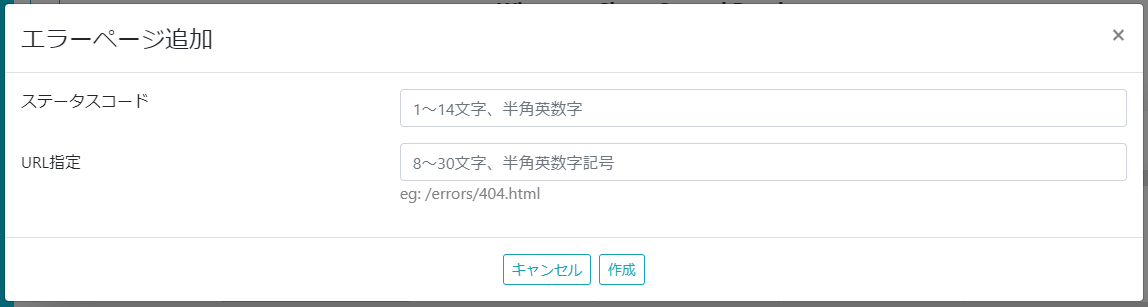 エラーページ追加
×
ステータスコード
1～14文字、半角英数字
URL指定
8～30文字、半角英数字記号
eg: /errors/404.html
キャンセル 作成